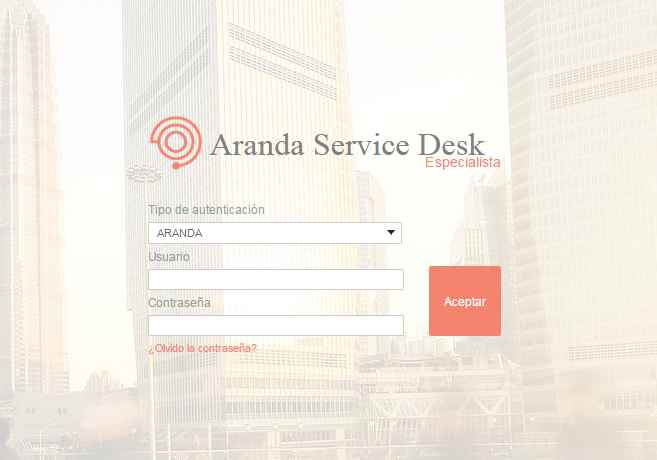 Aranda Service Desk
Especialista
Tipo de autenticación
ARANDA
Usuario
Contraseña
Aceptar
¿Olvido la contraseña?